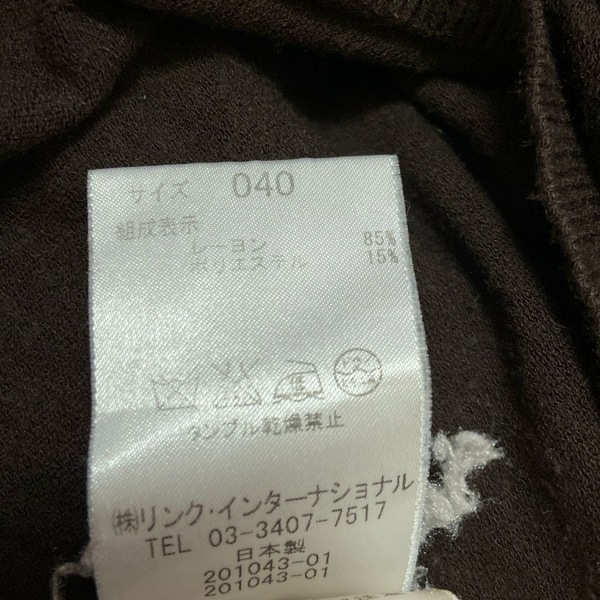 サイズ 040
組成表示
レーヨン 85%
ポリエステル 15%
タンブル乾燥禁止
㈱リンク・インターナショナル
TEL 03-3407-7517
日本製
201043-01
201043-01